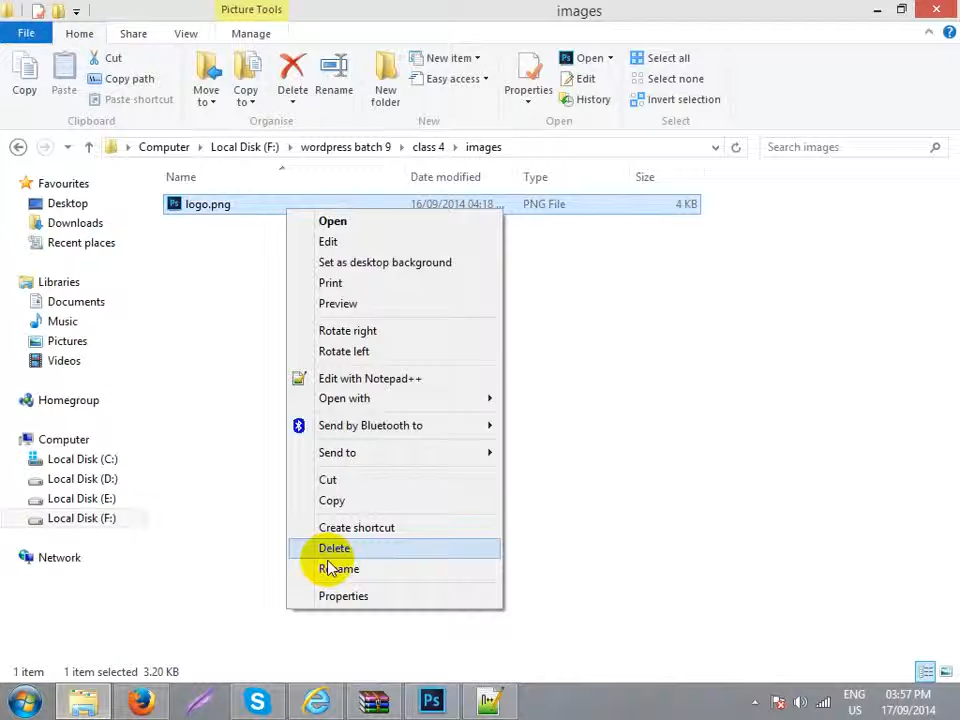 Picture Tools
images
File
Home
Share
View
Manage
Copy
Paste
Cut
Copy path
Paste shortcut
Clipboard
Move to
Copy to
Delete
Rename
Organise
New folder
New item
Easy access
New
Properties
Open
Edit
History
Open
Select all
Select none
Invert selection
Select
Computer
Local Disk (F:)
wordpress batch 9
class 4
images
Search images
Name
Date modified
Type
Size
logo.png
16/09/2014 04:18 ...
PNG File
4 KB
Favourites
Desktop
Downloads
Recent places
Libraries
Documents
Music
Pictures
Videos
Homegroup
Computer
Local Disk (C:)
Local Disk (D:)
Local Disk (E:)
Local Disk (F:)
Network
Open
Edit
Set as desktop background
Print
Preview
Rotate right
Rotate left
Edit with Notepad++
Open with
Send by Bluetooth to
Send to
Cut
Copy
Create shortcut
Delete
Rename
Properties
1 item
1 item selected 3.20 KB
ENG
US
03:57 PM
17/09/2014